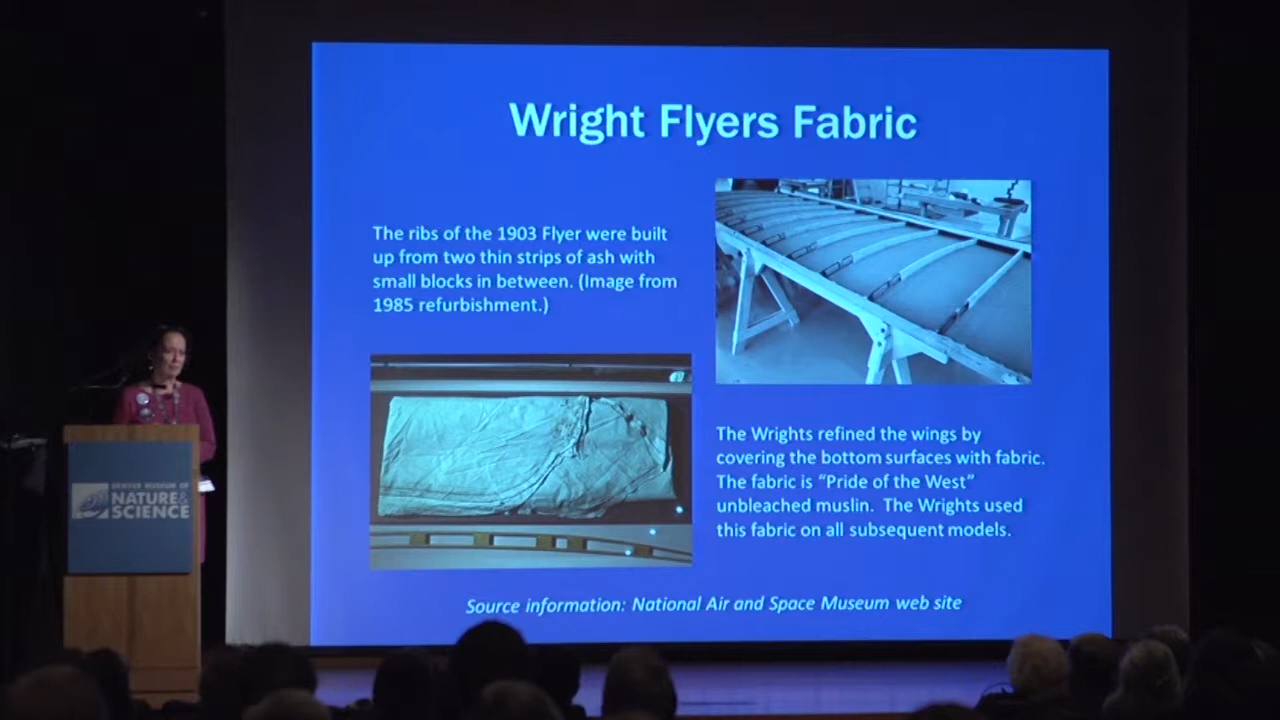 Wright Flyers Fabric
The ribs of the 1903 Flyer were built
up from two thin strips of ash with
small blocks in between. (Image from
1985 refurbishment.)
The Wrights refined the wings by
covering the bottom surfaces with fabric.
The fabric is “Pride of the West”
unbleached muslin.  The Wrights used
this fabric on all subsequent models.
Source information: National Air and Space Museum web site
DENVER MUSEUM OF
NATURE&
SCIENCE